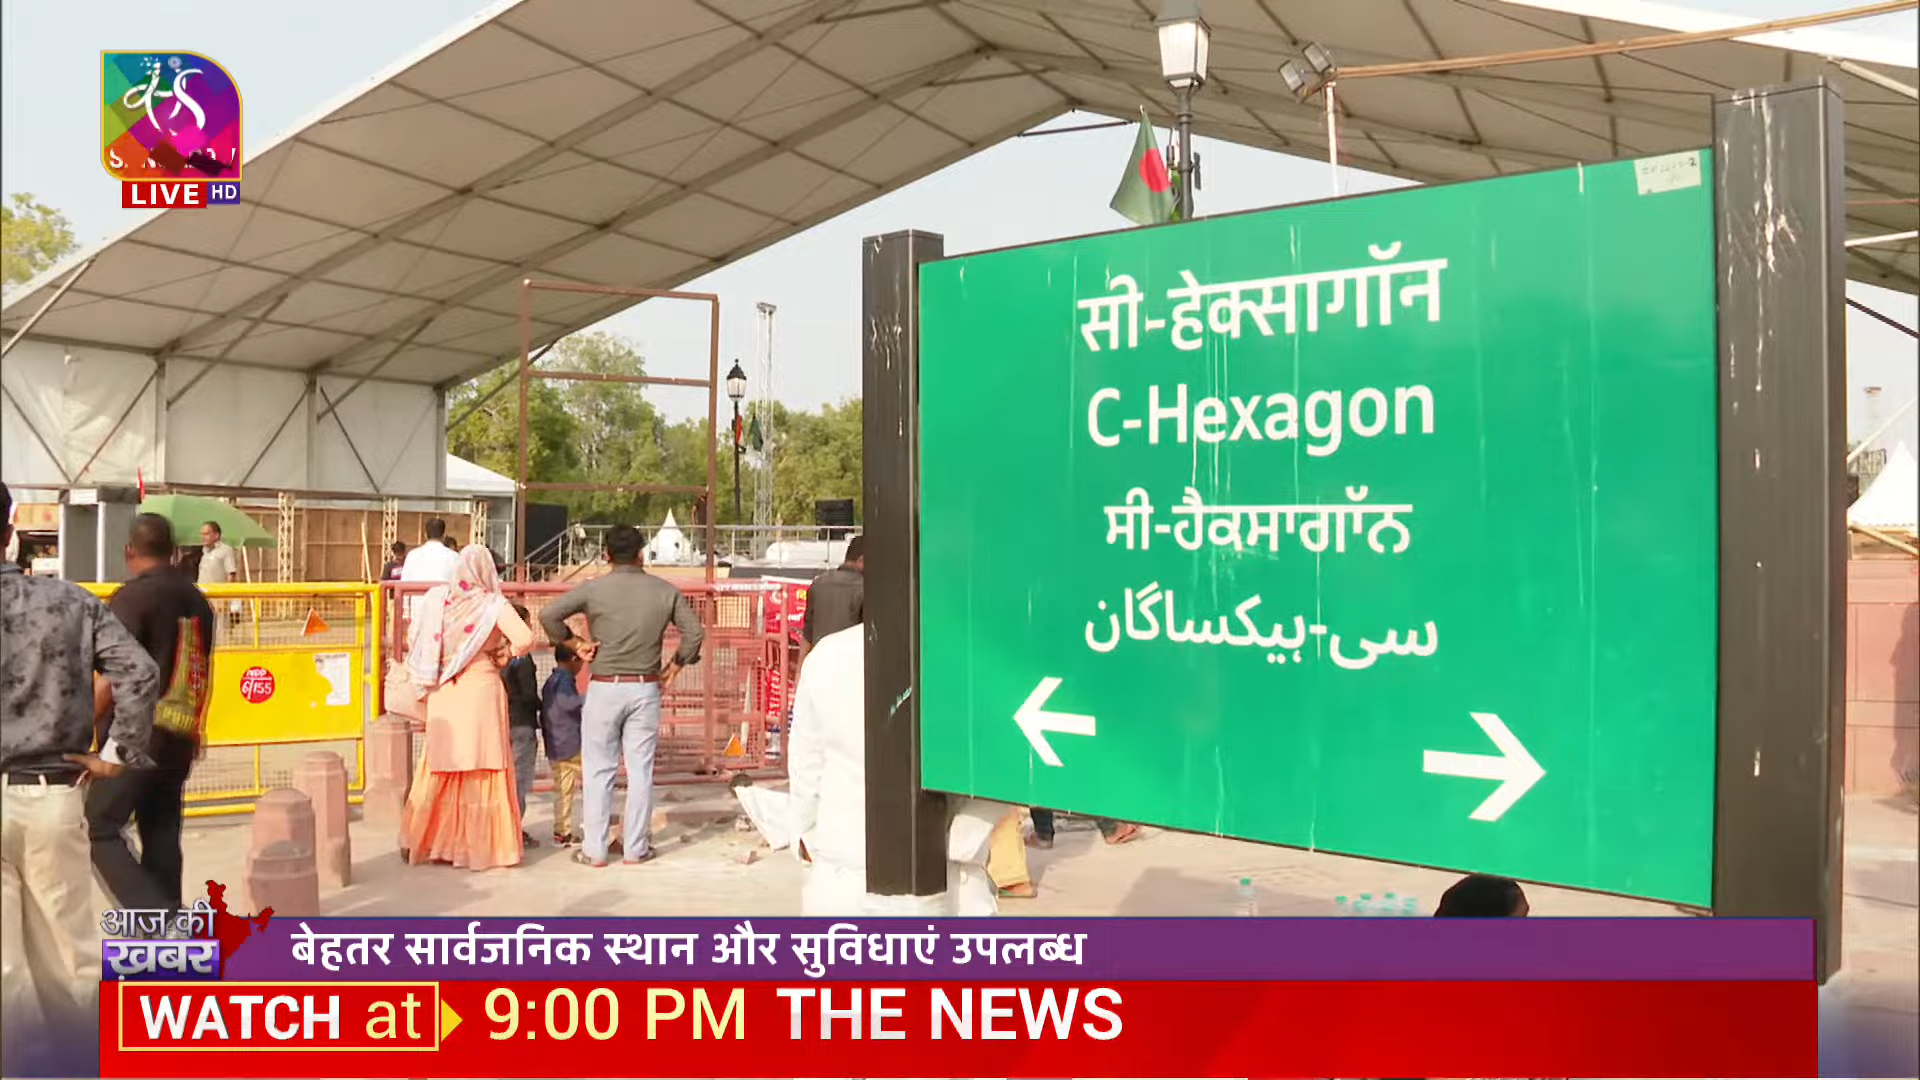 LIVE HD
सी-हेक्सागॉन
C-Hexagon
ਸੀ-ਹੈਕਸਾਗਾੱਨ
سی-ہیکساگان
आज की
ख़बर
बेहतर सार्वजनिक स्थान और सुविधाएं उपलब्ध
WATCH at 9:00 PM THE NEWS